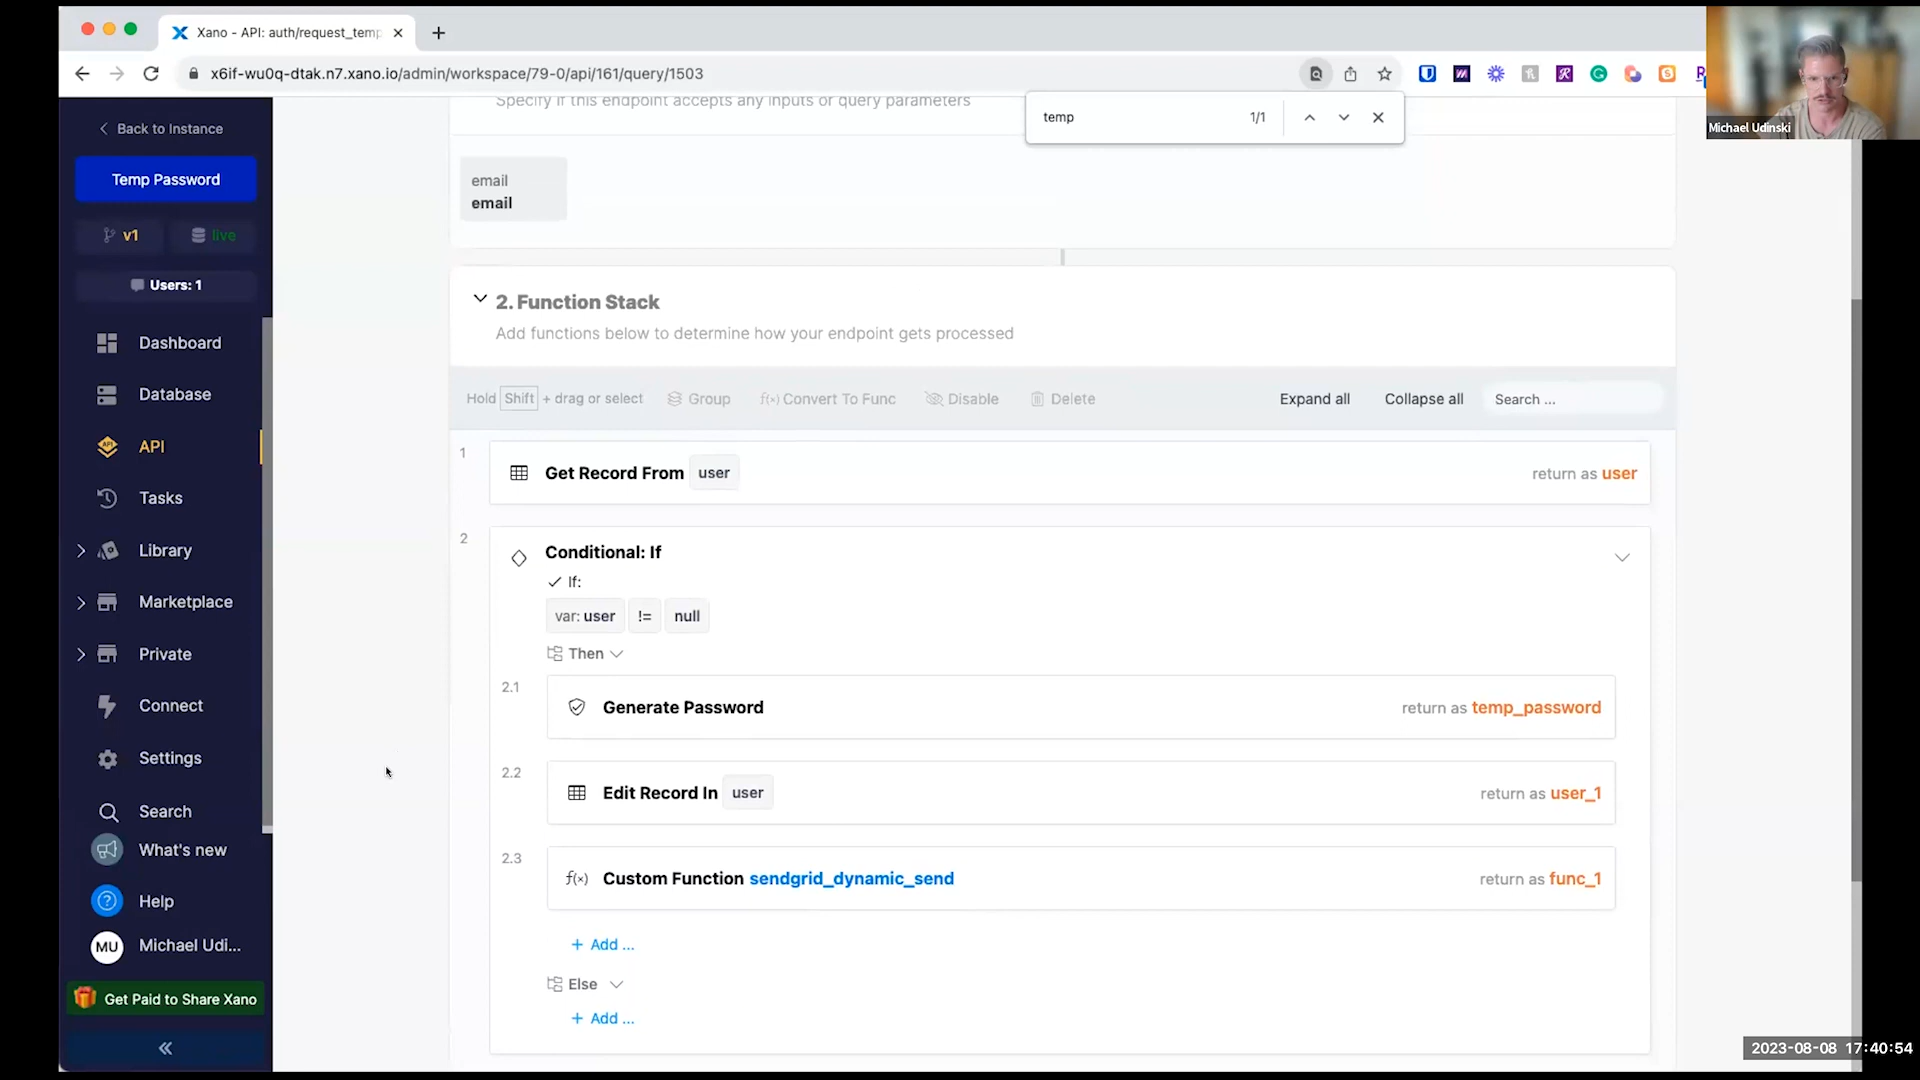 Xano - API: auth/request_temp
x6if-wu0q-dtak.n7.xano.io/admin/workspace/79-0/api/161/query/1503
Michael Udinski
temp
1/1
Back to Instance
Temp Password
v1
live
Users: 1
Dashboard
Database
API
Tasks
Library
Marketplace
Private
Connect
Settings
Search
What's new
Help
MU
Michael Udi...
Get Paid to Share Xano
Specify if this endpoint accepts any inputs or query parameters
email
email
2. Function Stack
Add functions below to determine how your endpoint gets processed
Hold Shift + drag or select
Group
f(x) Convert To Func
Disable
Delete
Expand all
Collapse all
Search ...
1
Get Record From user
return as user
2
Conditional: If
If:
var: user != null
Then
2.1
Generate Password
return as temp_password
2.2
Edit Record In user
return as user_1
2.3
f(x) Custom Function sendgrid_dynamic_send
return as func_1
+ Add ...
Else
+ Add ...
2023-08-08 17:40:54